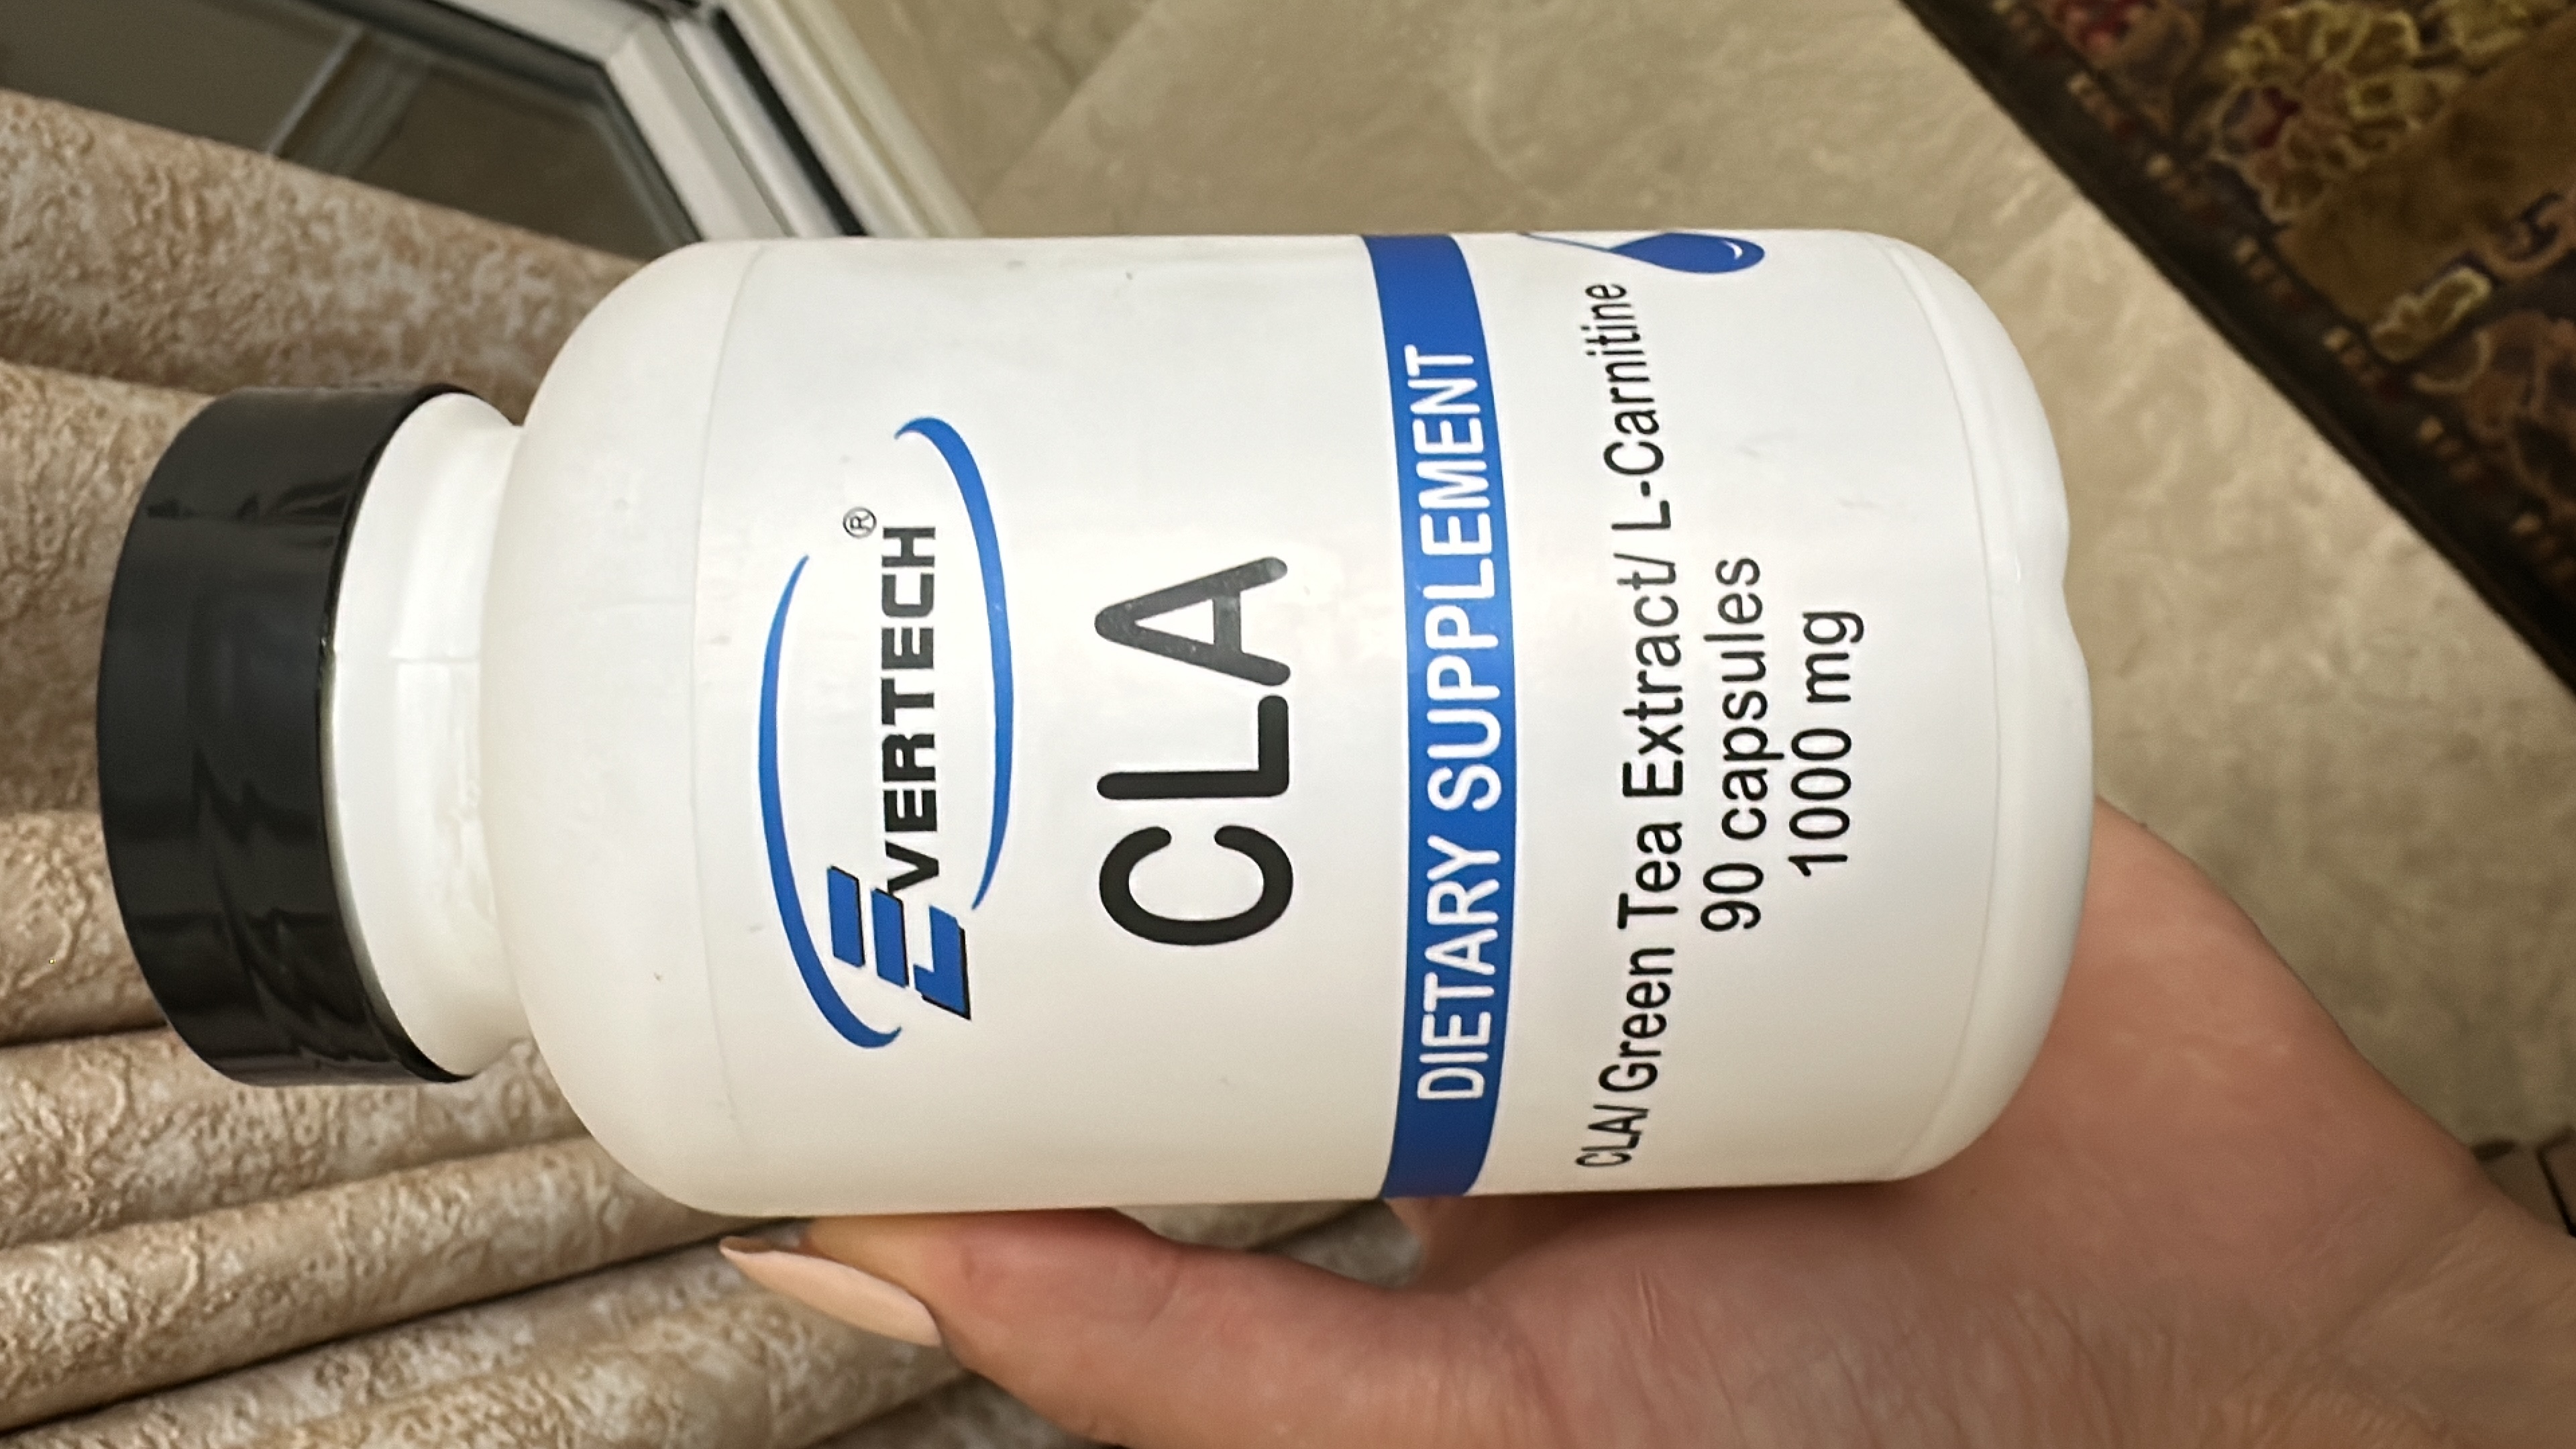 EVERTECH®
CLA
DIETARY SUPPLEMENT
CLA/ Green Tea Extract/ L-Carnitine
90 capsules
1000 mg